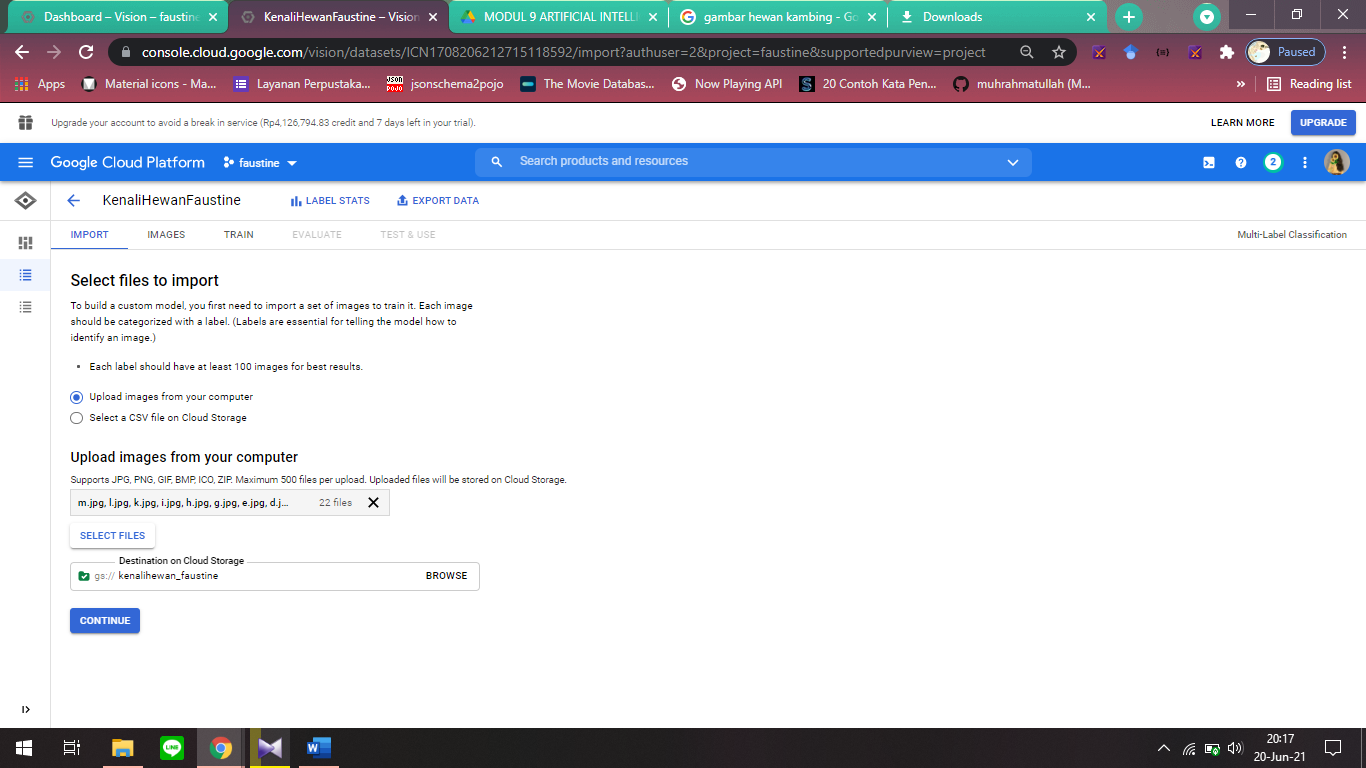 Dashboard – Vision – faustine
KenaliHewanFaustine – Vision
MODUL 9 ARTIFICIAL INTELLI
gambar hewan kambing - Go
Downloads
console.cloud.google.com/vision/datasets/ICN1708206212715118592/import?authuser=2&project=faustine&supportedpurview=project
Paused
Apps
Material icons - Ma...
Layanan Perpustaka...
JSON
POJO
jsonschema2pojo
The Movie Databas...
Now Playing API
20 Contoh Kata Pen...
muhrahmatullah (M...
»
Reading list
Upgrade your account to avoid a break in service (Rp4,126,794.83 credit and 7 days left in your trial).
LEARN MORE
UPGRADE
Google Cloud Platform
faustine
Search products and resources
2
KenaliHewanFaustine
LABEL STATS
EXPORT DATA
IMPORT
IMAGES
TRAIN
EVALUATE
TEST & USE
Multi-Label Classification
Select files to import
To build a custom model, you first need to import a set of images to train it. Each image
should be categorized with a label. (Labels are essential for telling the model how to
identify an image.)
Each label should have at least 100 images for best results.
Upload images from your computer
Select a CSV file on Cloud Storage
Upload images from your computer
Supports JPG, PNG, GIF, BMP, ICO, ZIP. Maximum 500 files per upload. Uploaded files will be stored on Cloud Storage.
m.jpg, l.jpg, k.jpg, i.jpg, h.jpg, g.jpg, e.jpg, d.j...
22 files
SELECT FILES
Destination on Cloud Storage
gs:// kenalihewan_faustine
BROWSE
CONTINUE
LINE
20:17
20-Jun-21